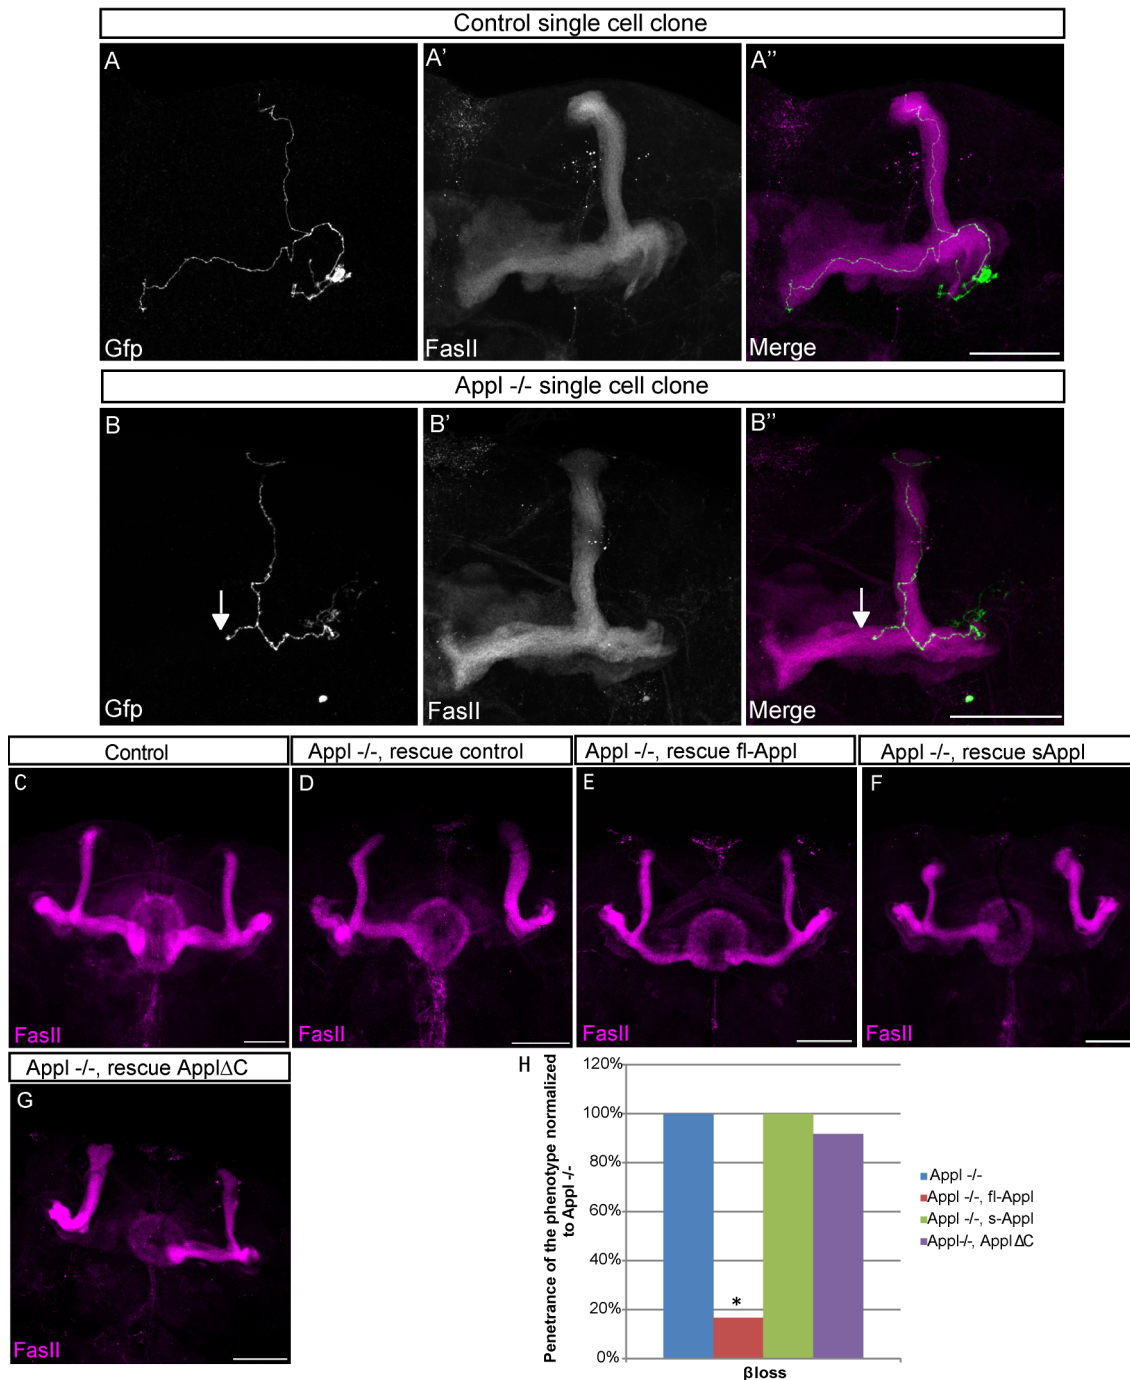 Control single cell clone
A
A'
A''
Gfp
FasII
Merge
Appl -/- single cell clone
B
B'
B''
Gfp
FasII
Merge
Control
Appl -/-, rescue control
Appl -/-, rescue fl-Appl
Appl -/-, rescue sAppl
C
D
E
F
FasII
FasII
FasII
FasII
Appl -/-, rescue ApplΔC
G
FasII
H
Penetrance of the phenotype normalized
to Appl -/-
120%
100%
80%
60%
40%
20%
0%
*
βloss
Appl -/-
Appl -/-, fl-Appl
Appl -/-, s-Appl
Appl-/-, ApplΔC